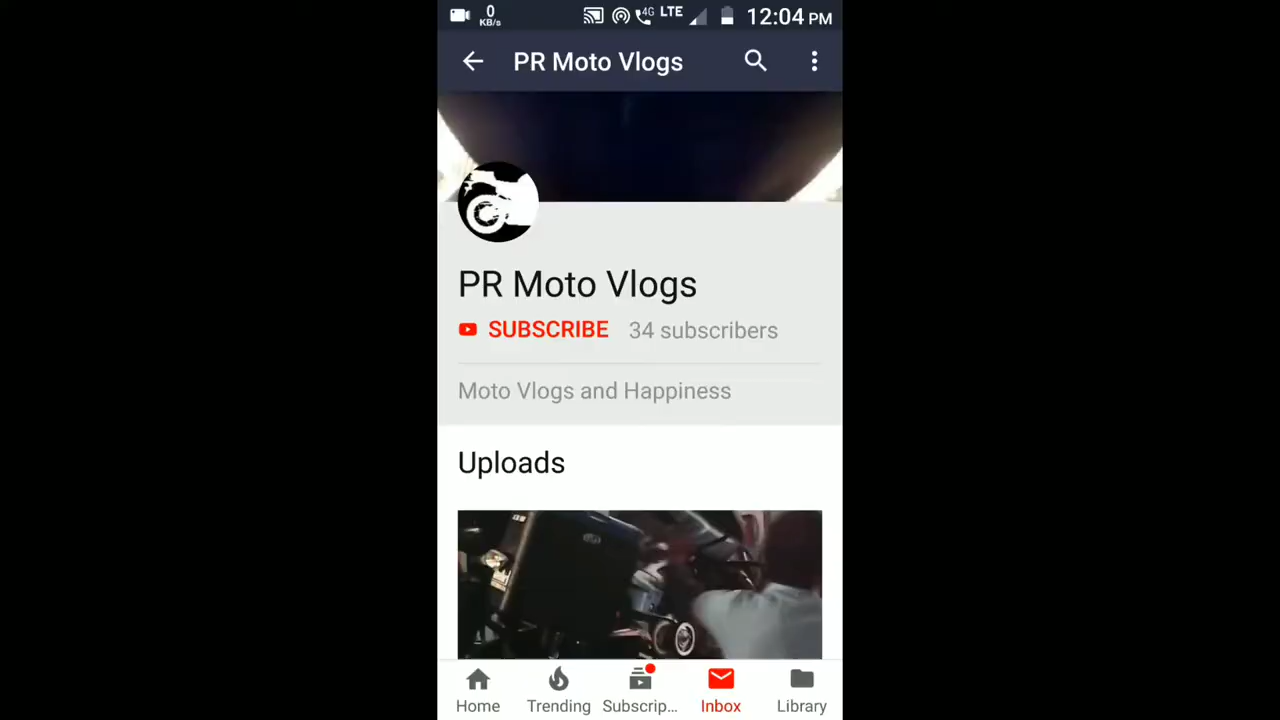 0
KB/s
4G
LTE
12:04 PM
PR Moto Vlogs
PR Moto Vlogs
SUBSCRIBE 34 subscribers
Moto Vlogs and Happiness
Uploads
Home Trending Subscrip... Inbox Library